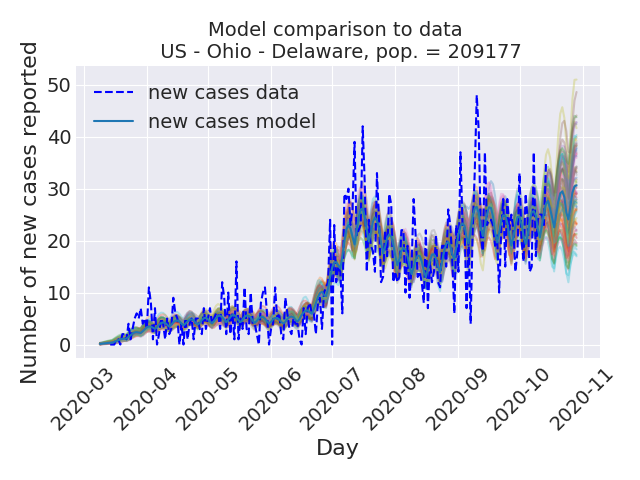 Model comparison to data
US - Ohio - Delaware, pop. = 209177
new cases data
new cases model
Number of new cases reported
50
40
30
20
10
0
2020-03
2020-04
2020-05
2020-06
2020-07
2020-08
2020-09
2020-10
2020-11
Day